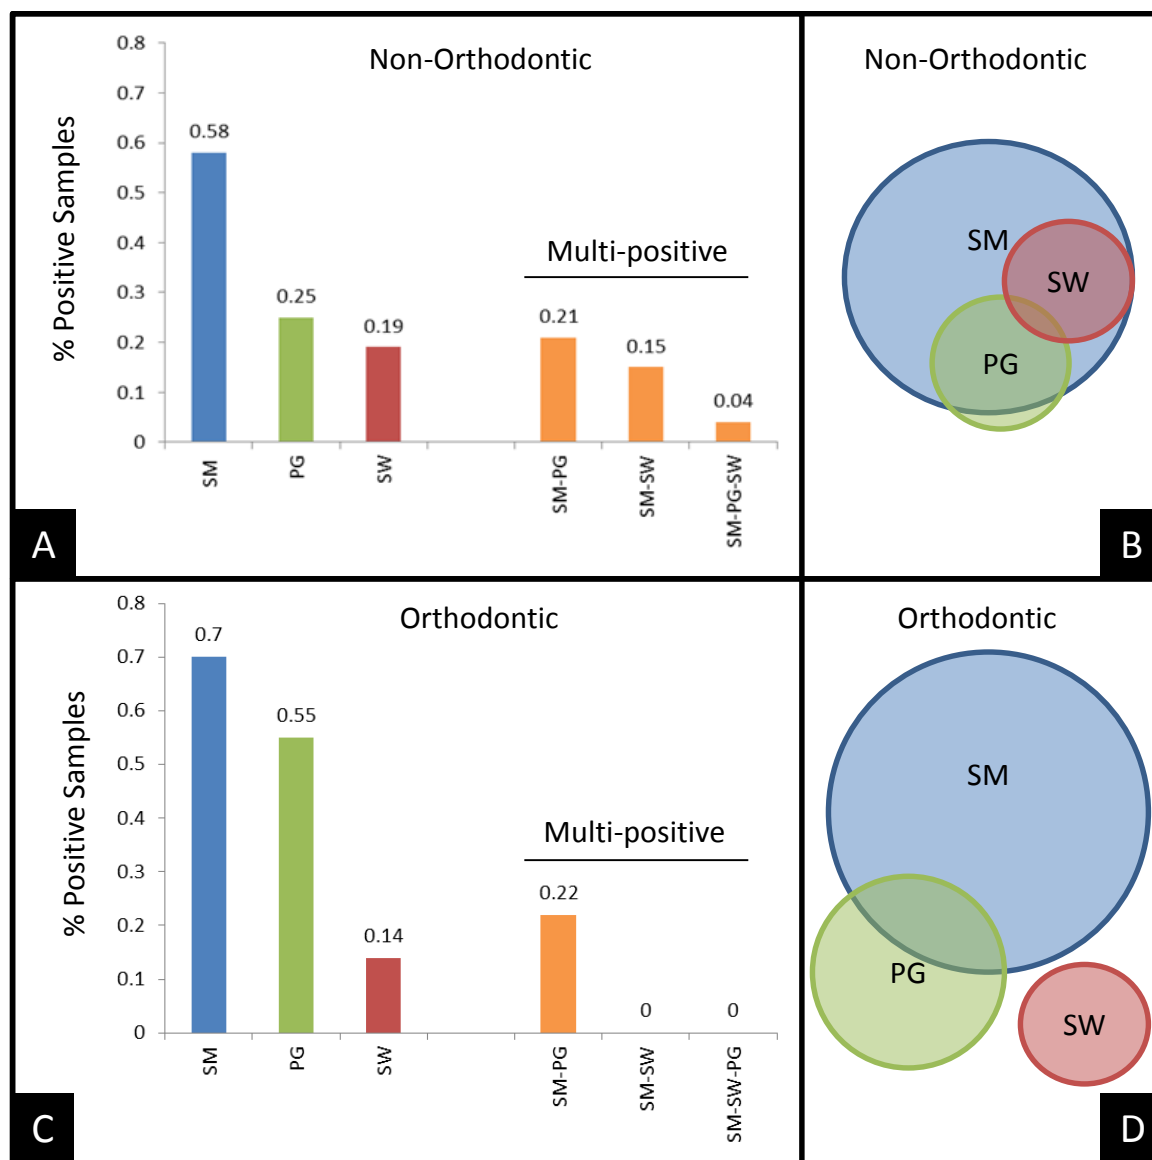 Non-Orthodontic
% Positive Samples
0.8
0.7
0.6
0.5
0.4
0.3
0.2
0.1
0
0.58
0.25
0.19
Multi-positive
0.21
0.15
0.04
SM
PG
SW
SM-PG
SM-SW
SM-PG-SW
A
Non-Orthodontic
SM
SW
PG
B
Orthodontic
% Positive Samples
0.8
0.7
0.6
0.5
0.4
0.3
0.2
0.1
0
0.7
0.55
0.14
Multi-positive
0.22
0
0
SM
PG
SW
SM-PG
SM-SW
SM-SW-PG
C
Orthodontic
SM
PG
SW
D